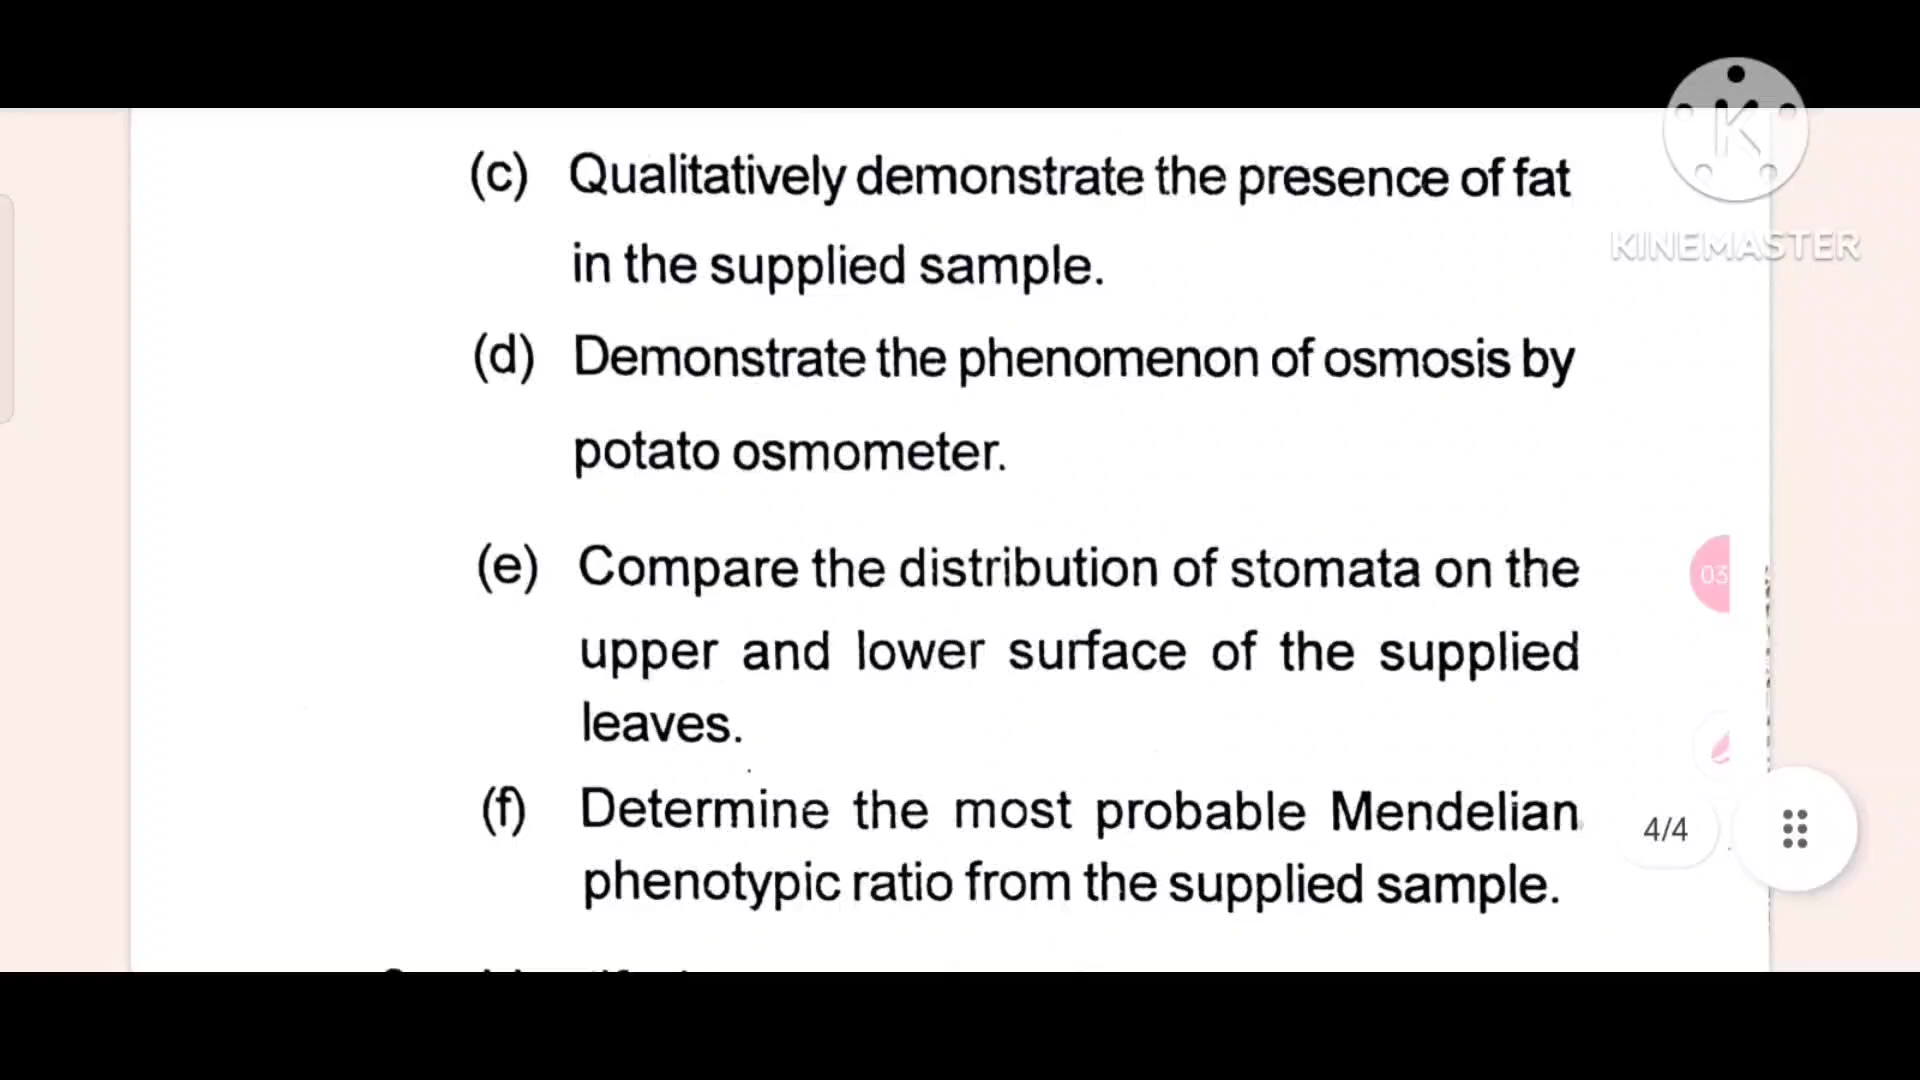 K
KINEMASTER
(c) Qualitatively demonstrate the presence of fat
in the supplied sample.
(d) Demonstrate the phenomenon of osmosis by
potato osmometer.
(e) Compare the distribution of stomata on the
03
upper and lower surface of the supplied
leaves.
(f) Determine the most probable Mendelian
4/4
phenotypic ratio from the supplied sample.